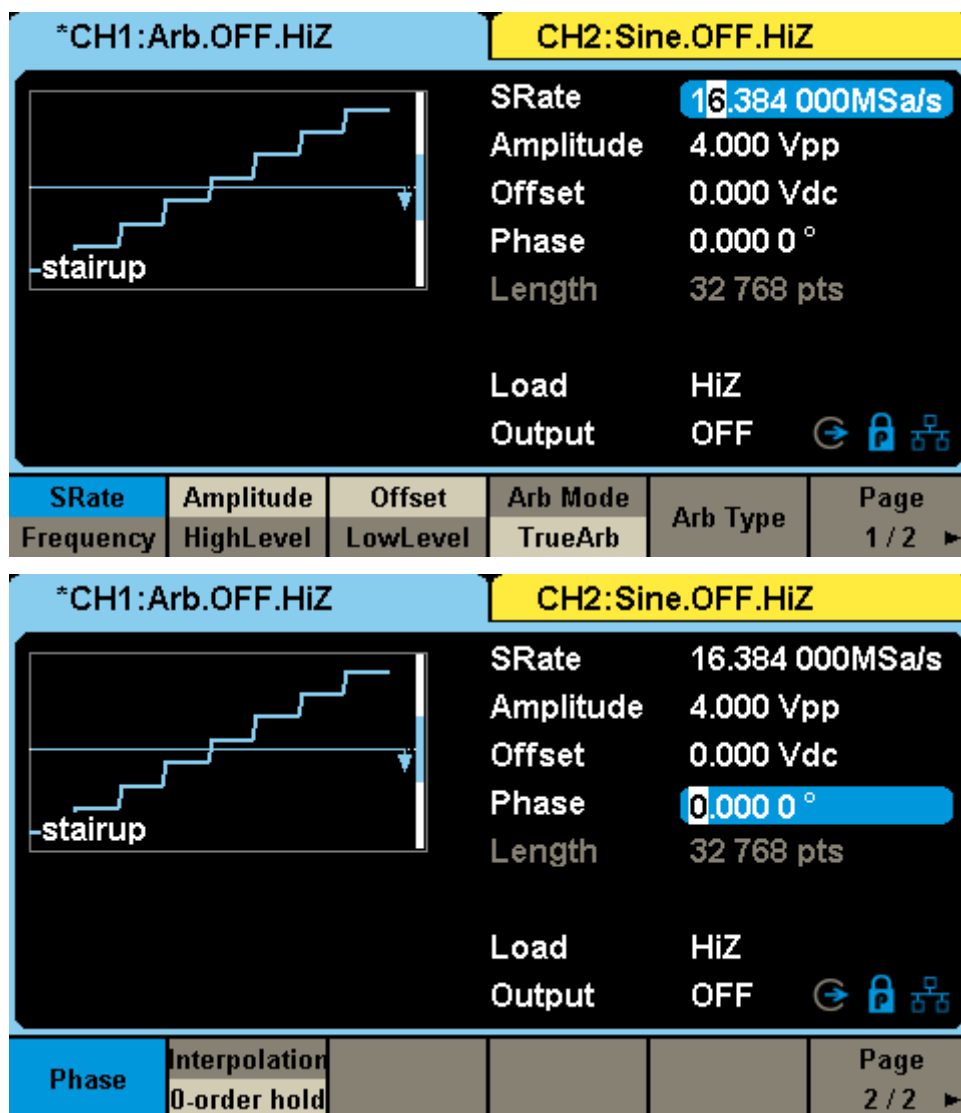 *CH1:Arb.OFF.HiZ CH2:Sine.OFF.HiZ
SRate 16.384 000MSa/s
Amplitude 4.000 Vpp
Offset 0.000 Vdc
Phase 0.000 0 °
stairup
Length 32 768 pts
Load HiZ
Output OFF
SRate Amplitude Offset Arb Mode Arb Type Page
Frequency HighLevel LowLevel TrueArb 1 / 2
*CH1:Arb.OFF.HiZ CH2:Sine.OFF.HiZ
SRate 16.384 000MSa/s
Amplitude 4.000 Vpp
Offset 0.000 Vdc
Phase 0.000 0 °
stairup
Length 32 768 pts
Load HiZ
Output OFF
Phase Interpolation Page
0-order hold 2 / 2